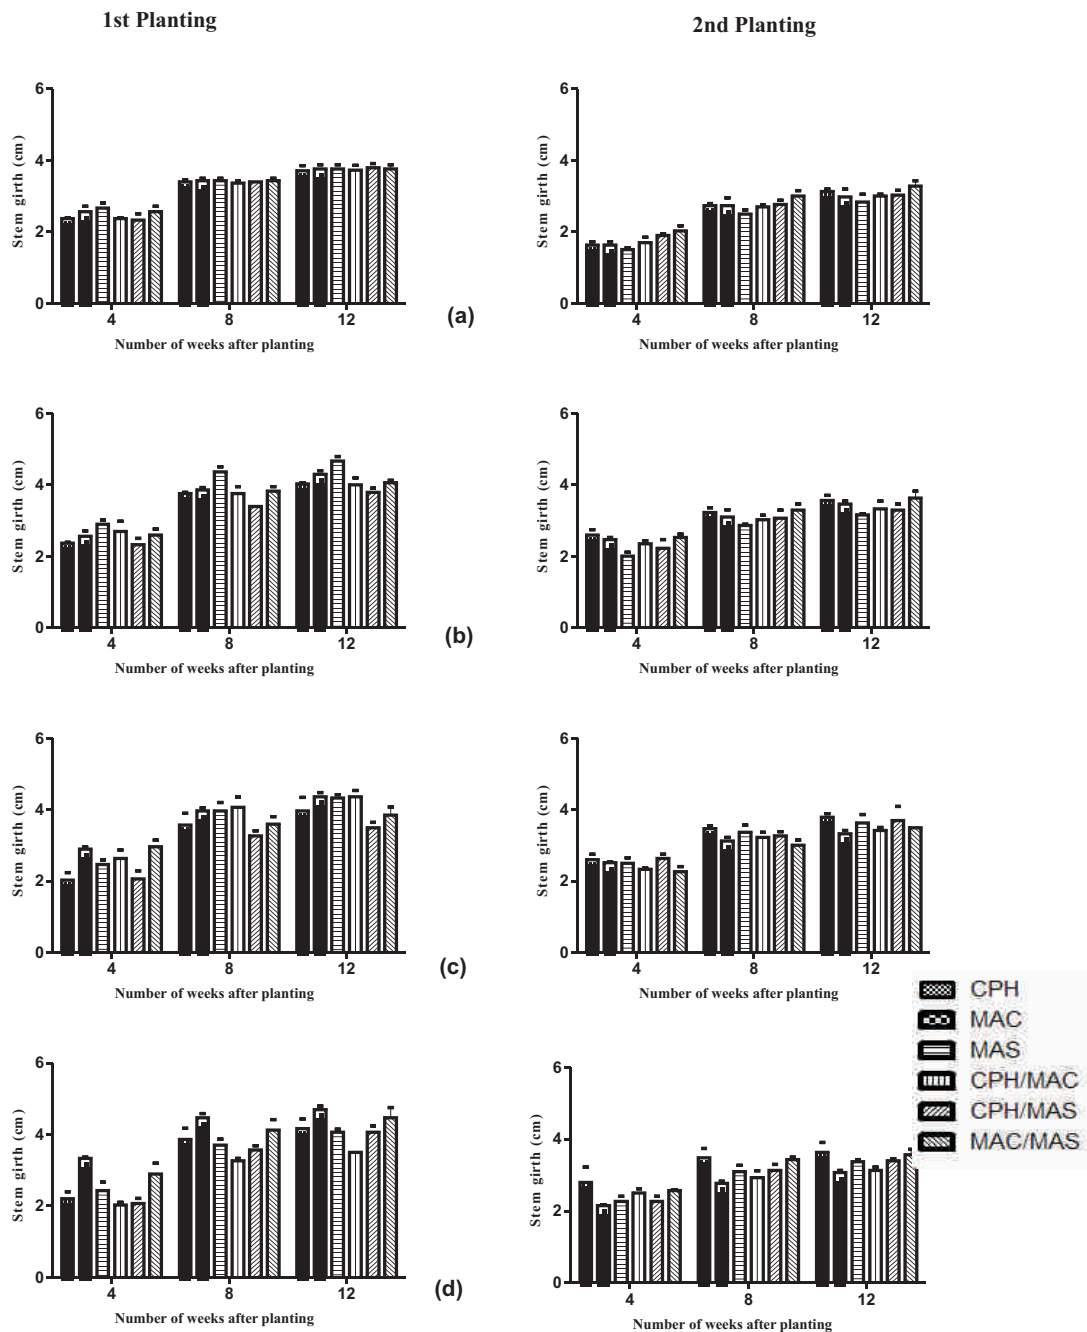 1st Planting
2nd Planting
6
4
2
0
Stem girth (cm)
4
8
12
Number of weeks after planting
(a)
6
4
2
0
Stem girth (cm)
4
8
12
Number of weeks after planting
6
4
2
0
Stem girth (cm)
4
8
12
Number of weeks after planting
(b)
6
4
2
0
Stem girth (cm)
4
8
12
Number of weeks after planting
6
4
2
0
Stem girth (cm)
4
8
12
Number of weeks after planting
(c)
6
4
2
0
Stem girth (cm)
4
8
12
Number of weeks after planting
CPH
MAC
MAS
CPH/MAC
CPH/MAS
MAC/MAS
6
4
2
0
Stem girth (cm)
4
8
12
Number of weeks after planting
(d)
6
4
2
0
Stem girth (cm)
4
8
12
Number of weeks after planting